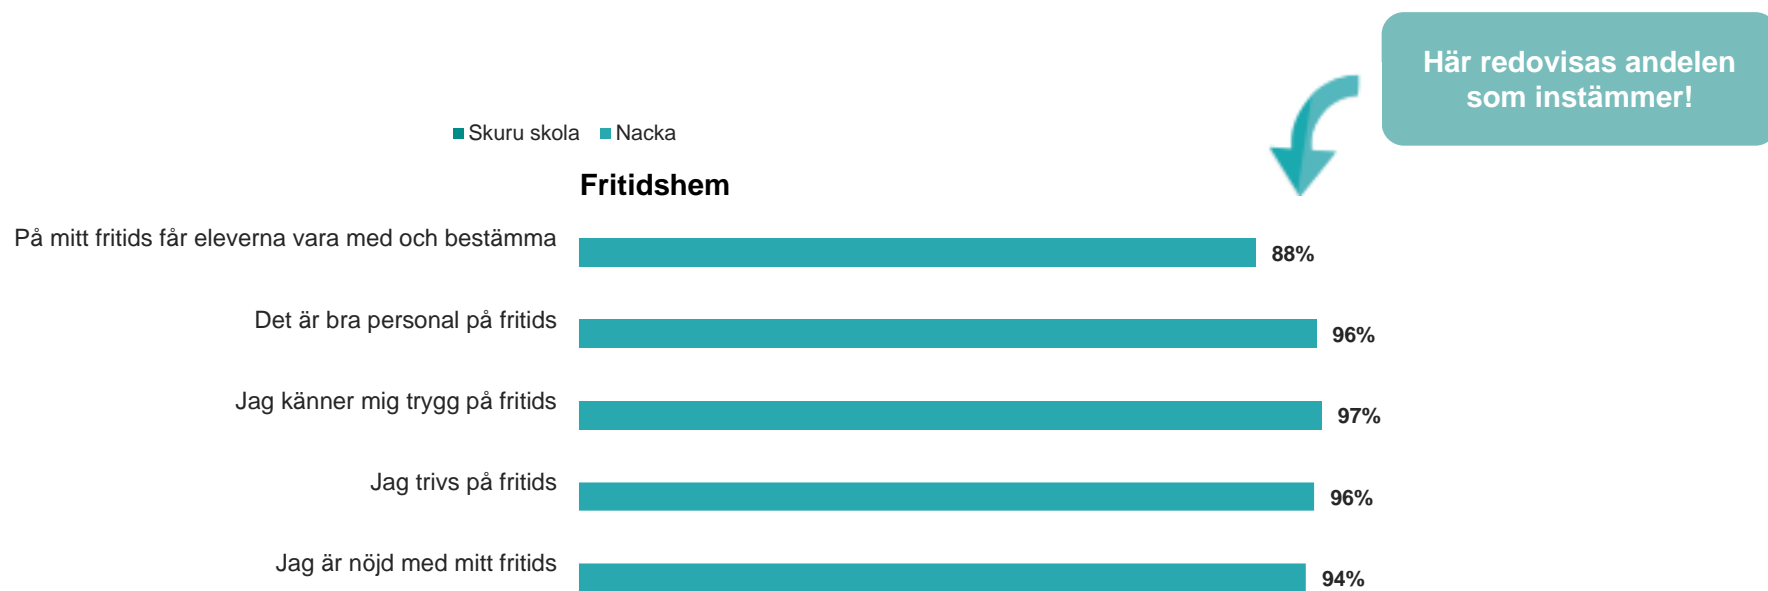 Här redovisas andelen
som instämmer!
Skuru skola Nacka
Fritidshem
På mitt fritids får eleverna vara med och bestämma 88%
Det är bra personal på fritids 96%
Jag känner mig trygg på fritids 97%
Jag trivs på fritids 96%
Jag är nöjd med mitt fritids 94%